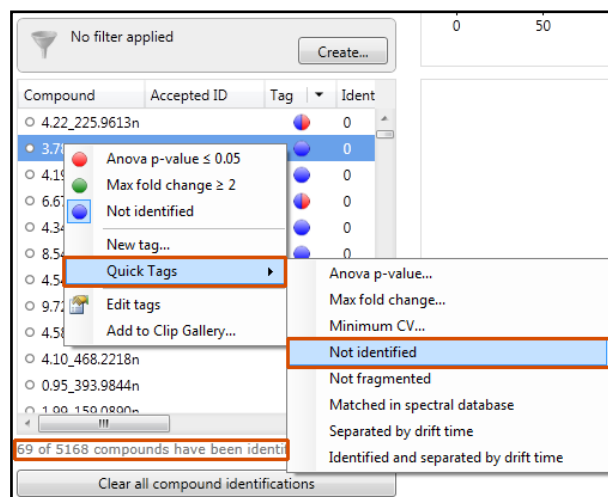 No filter applied
Create...
0 50
Compound Accepted ID Tag Ident
4.22_225.9613n 0
3.78 0
4.19 0
6.67 0
4.34 0
8.54 0
4.54
9.72
4.58
4.10_468.2218n
0.95_393.9844n
1.99_159.0890n
Anova p-value ≤ 0.05
Max fold change ≥ 2
Not identified
New tag...
Quick Tags
Edit tags
Add to Clip Gallery...
Anova p-value...
Max fold change...
Minimum CV...
Not identified
Not fragmented
Matched in spectral database
Separated by drift time
Identified and separated by drift time
69 of 5168 compounds have been identi
Clear all compound identifications